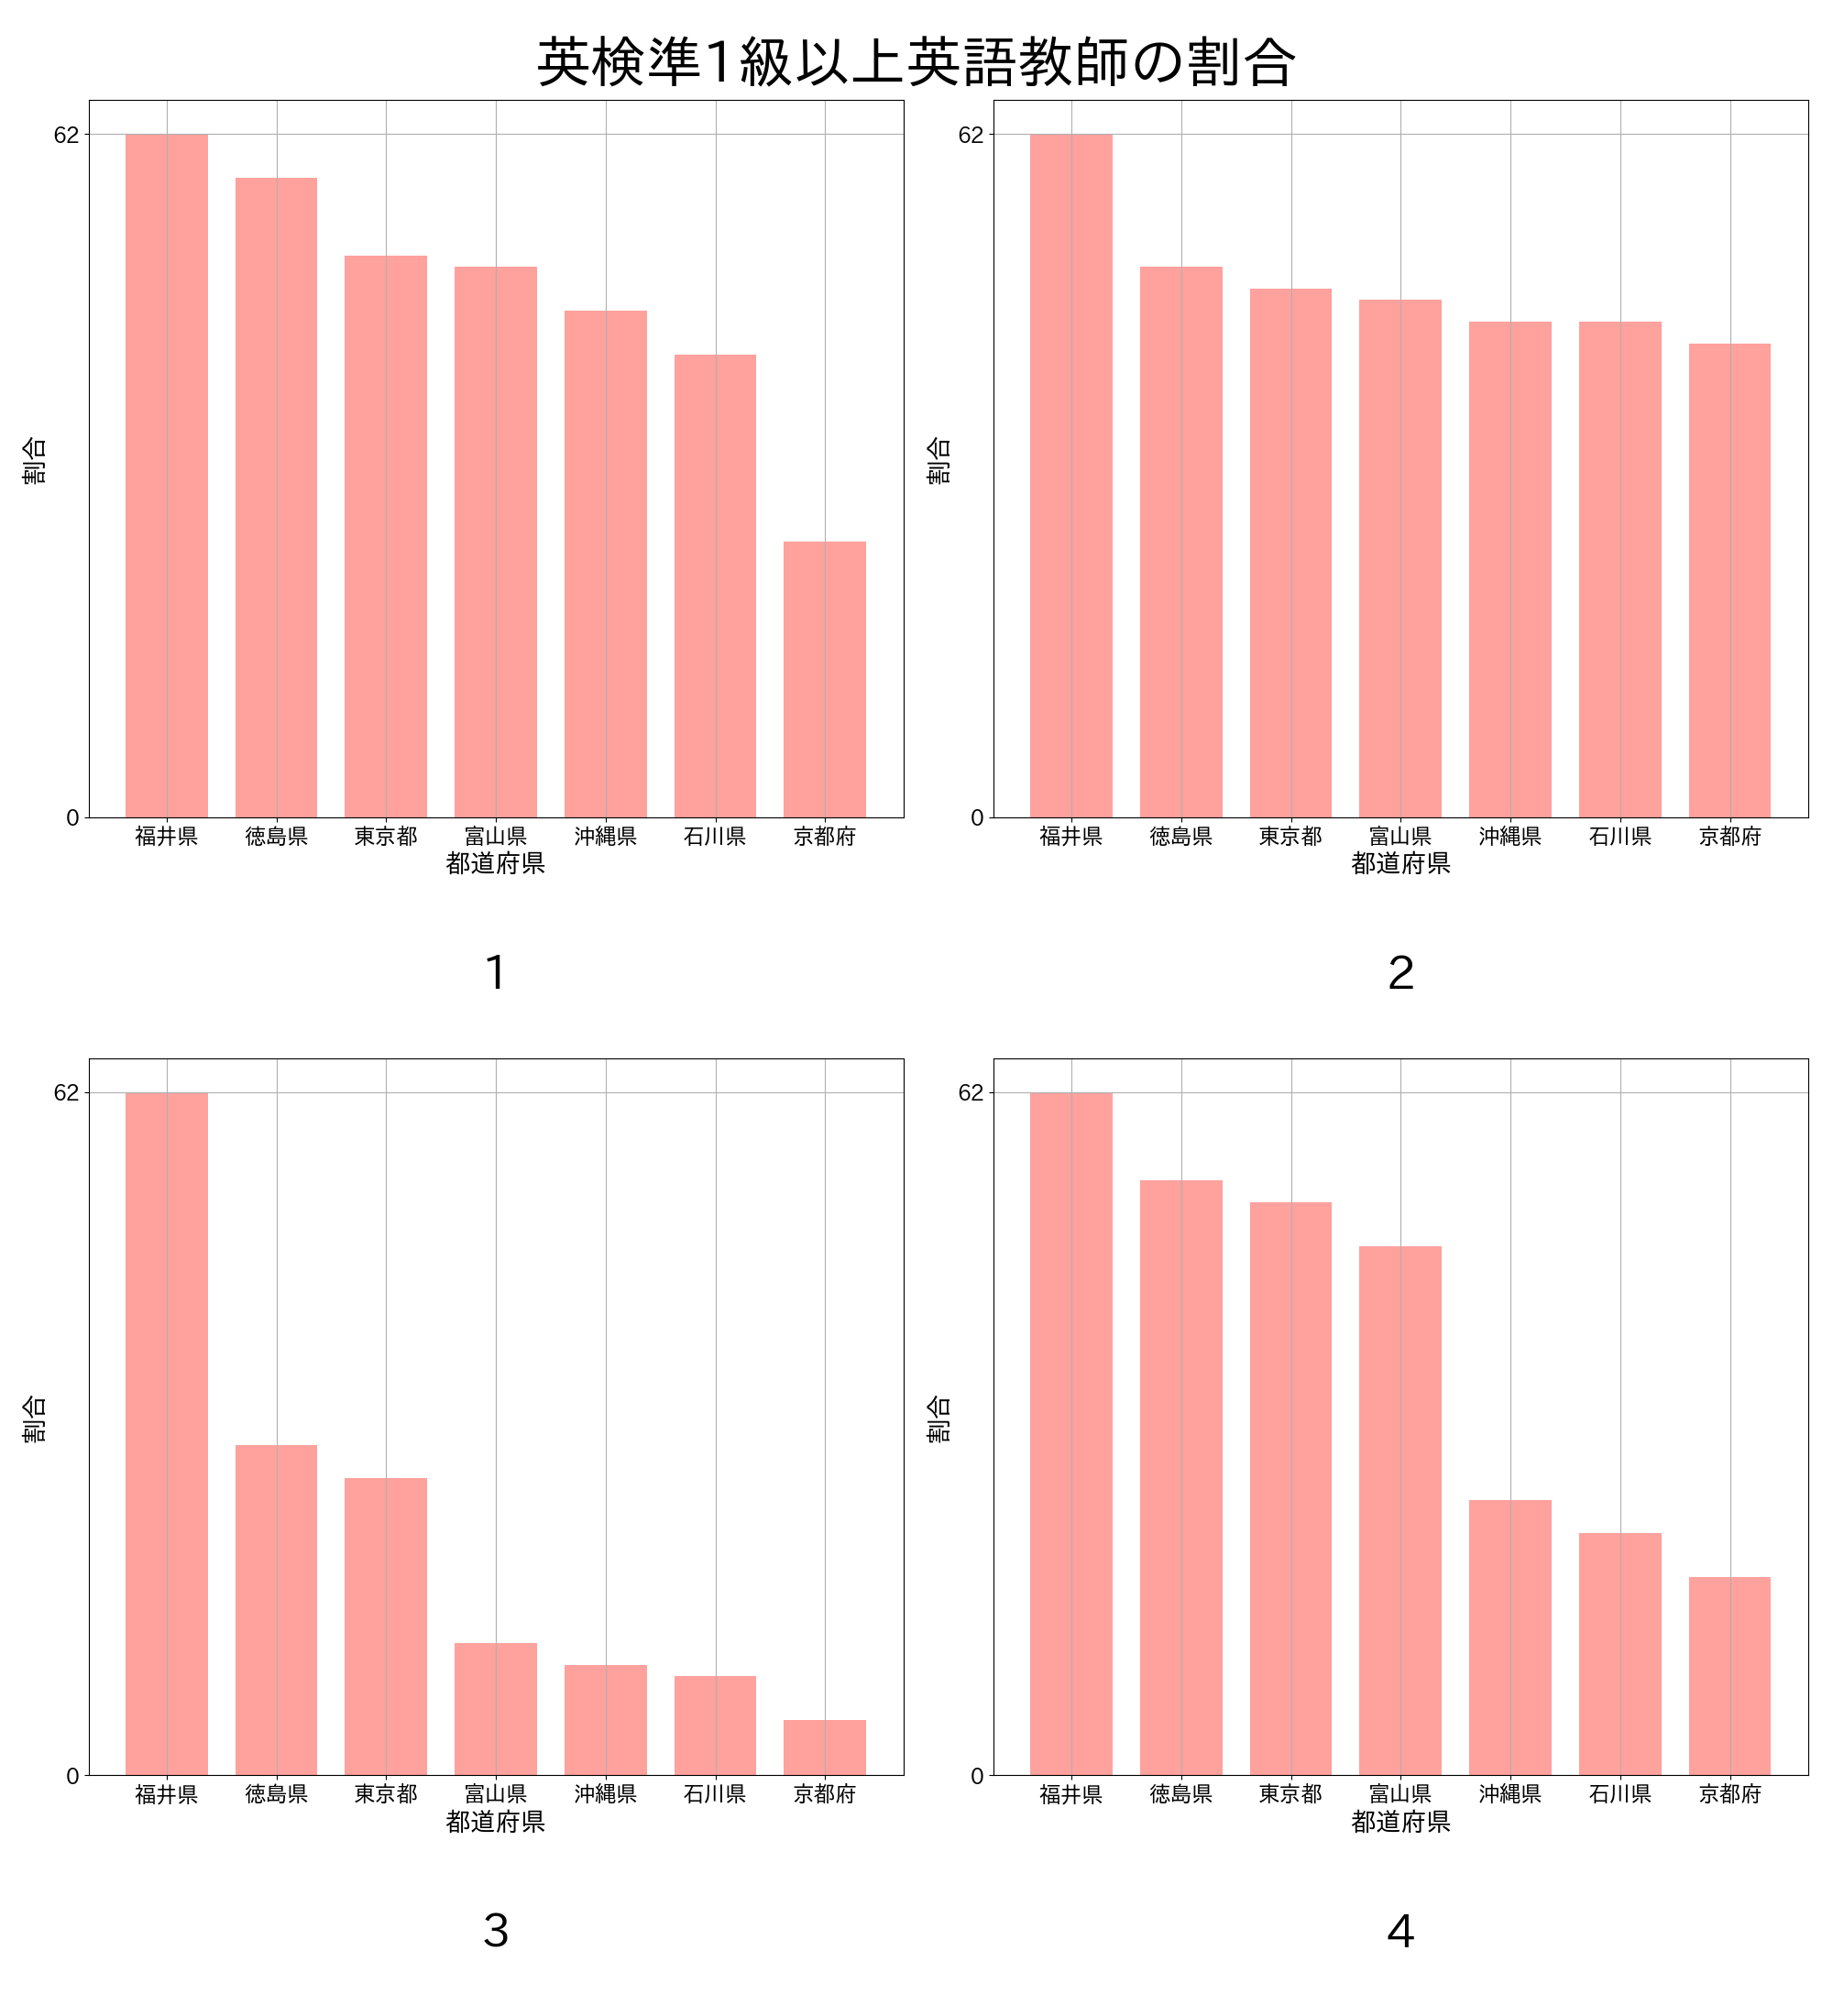 英検準1級以上英語教師の割合
62
0
割合
福井県 徳島県 東京都 富山県 沖縄県 石川県 京都府
都道府県
1
62
0
割合
福井県 徳島県 東京都 富山県 沖縄県 石川県 京都府
都道府県
2
62
0
割合
福井県 徳島県 東京都 富山県 沖縄県 石川県 京都府
都道府県
3
62
0
割合
福井県 徳島県 東京都 富山県 沖縄県 石川県 京都府
都道府県
4